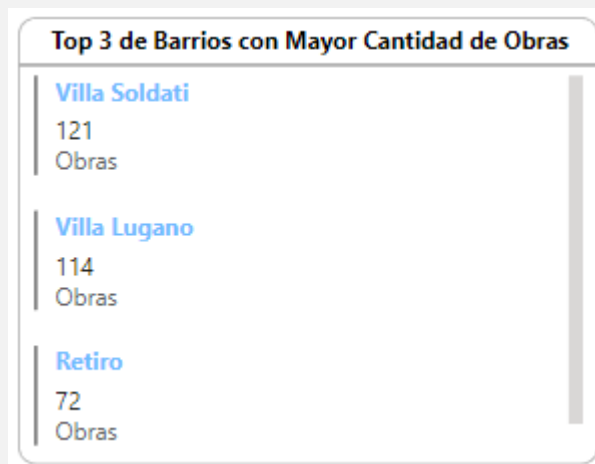 Top 3 de Barrios con Mayor Cantidad de Obras
Villa Soldati
121
Obras
Villa Lugano
114
Obras
Retiro
72
Obras